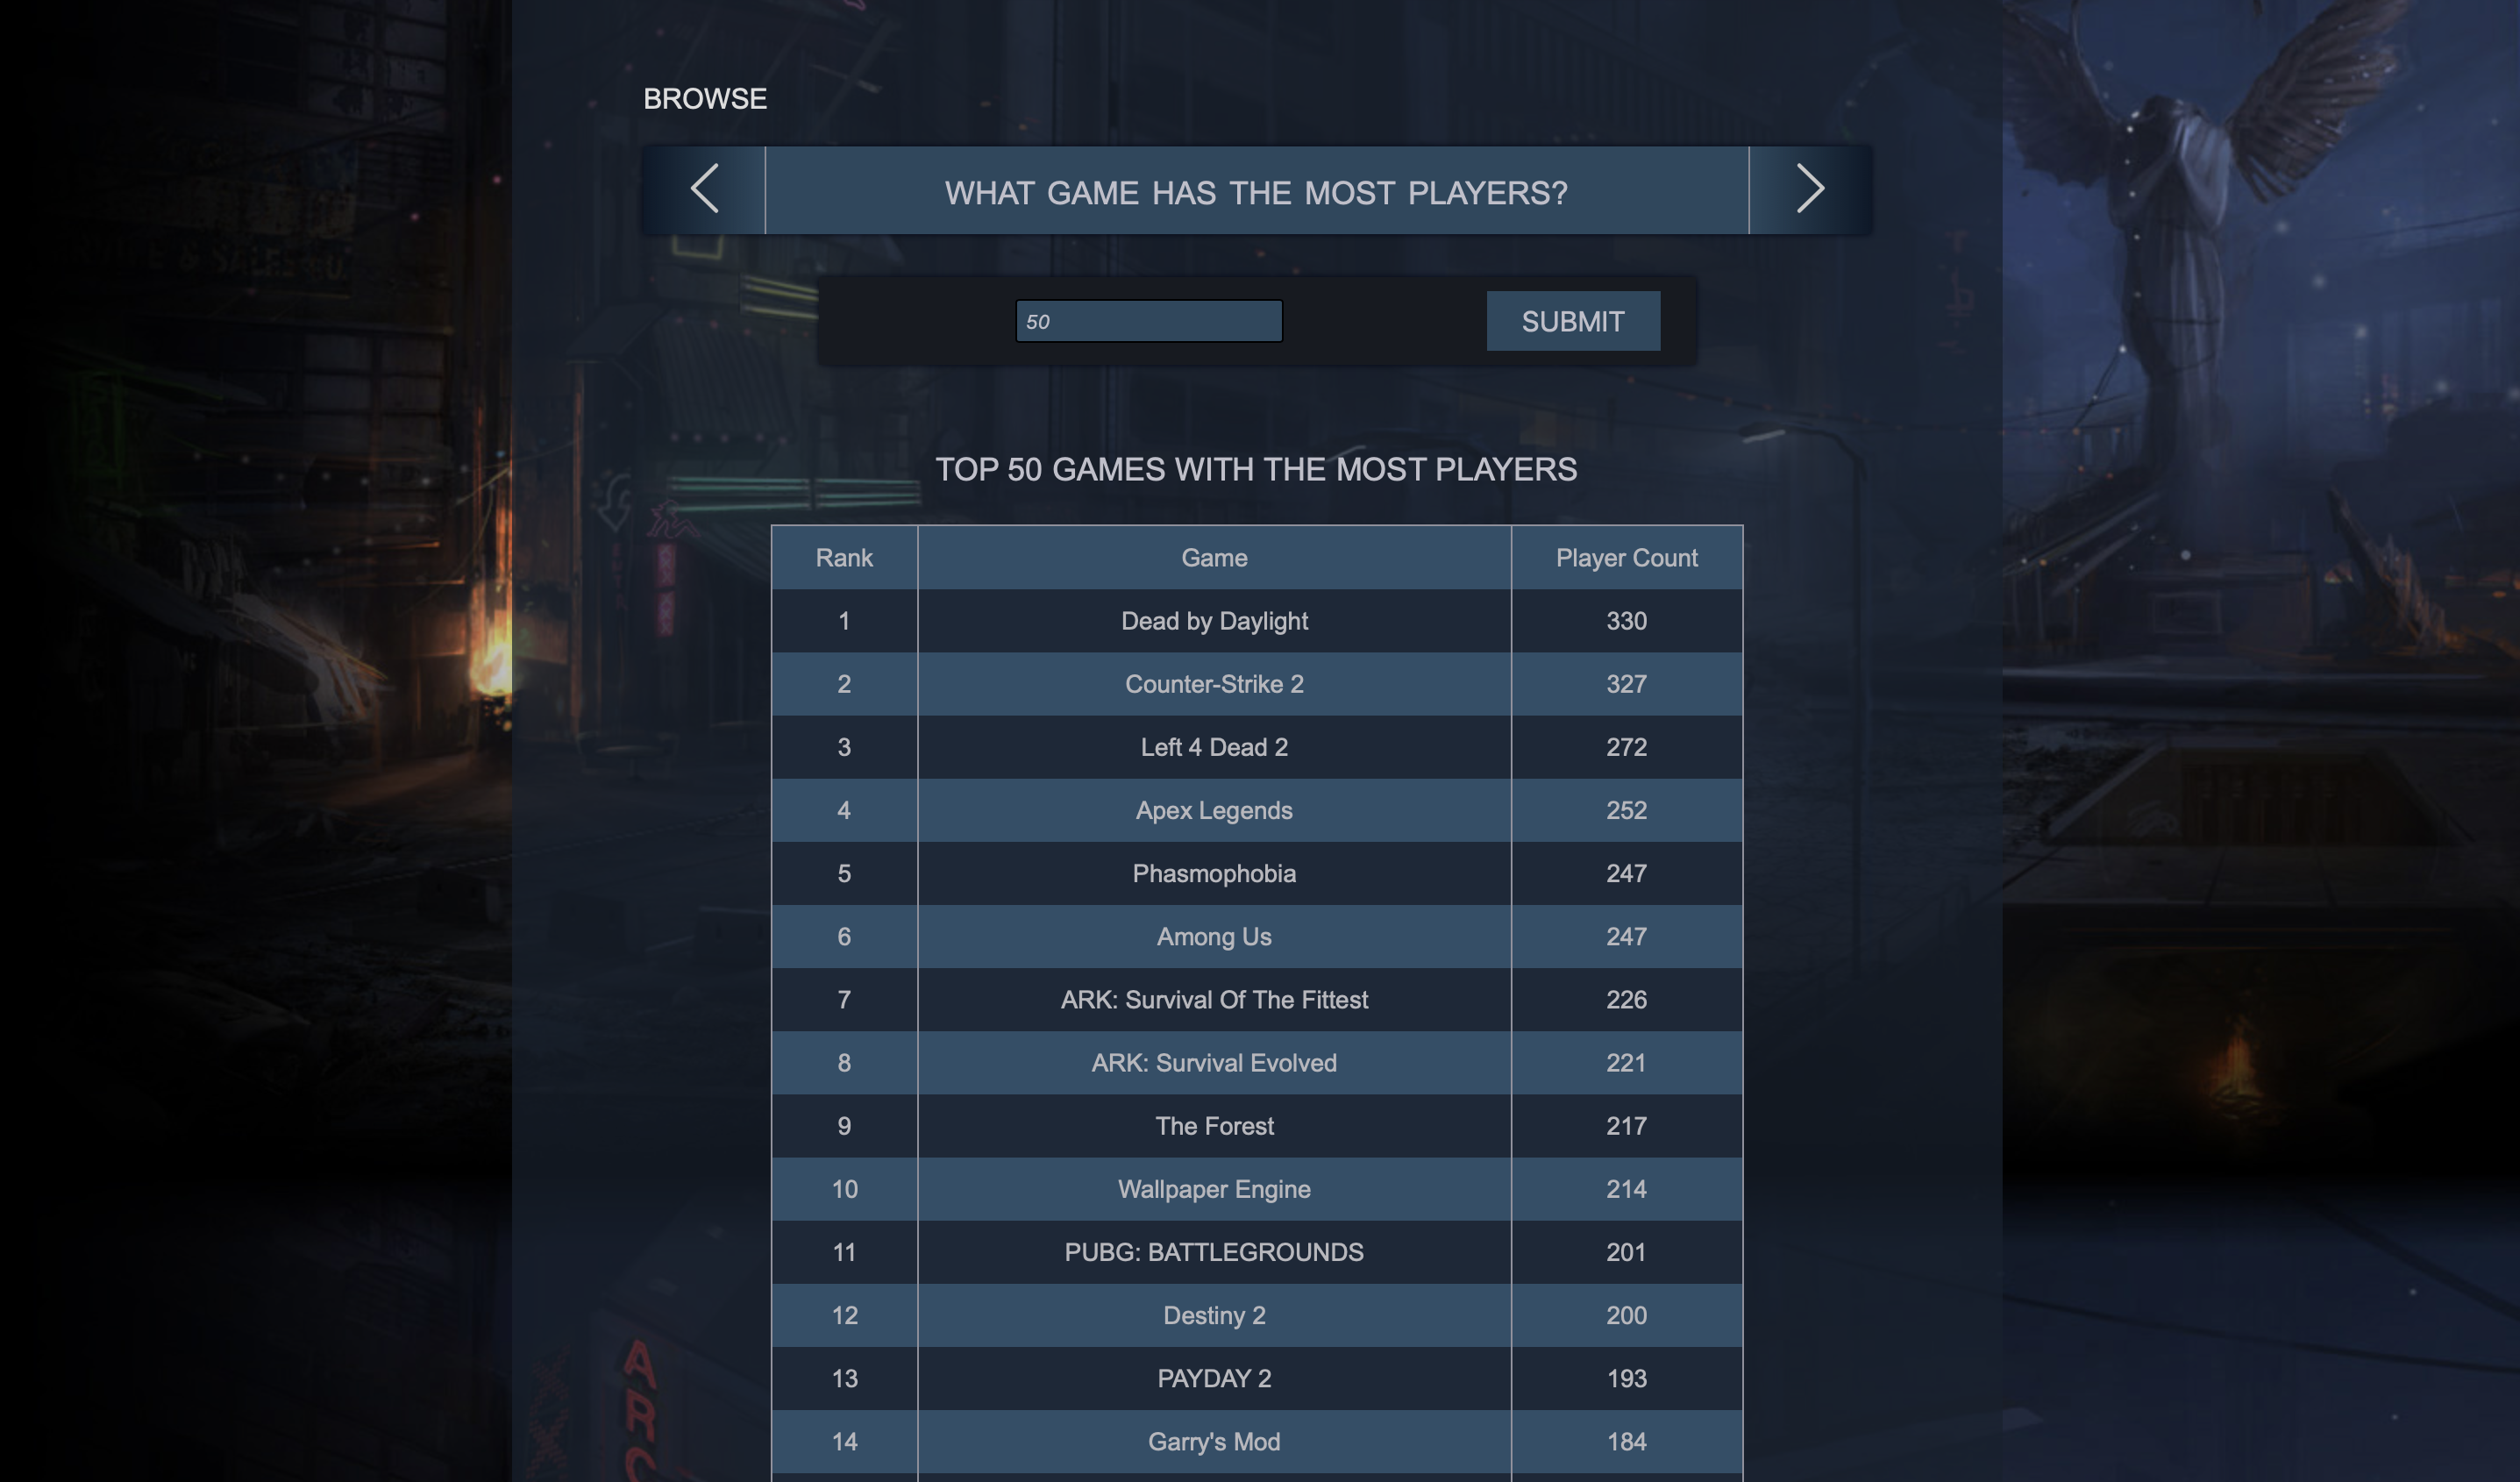 BROWSE
WHAT GAME HAS THE MOST PLAYERS?
50 SUBMIT
TOP 50 GAMES WITH THE MOST PLAYERS
Rank Game Player Count
1 Dead by Daylight 330
2 Counter-Strike 2 327
3 Left 4 Dead 2 272
4 Apex Legends 252
5 Phasmophobia 247
6 Among Us 247
7 ARK: Survival Of The Fittest 226
8 ARK: Survival Evolved 221
9 The Forest 217
10 Wallpaper Engine 214
11 PUBG: BATTLEGROUNDS 201
12 Destiny 2 200
13 PAYDAY 2 193
14 Garry's Mod 184